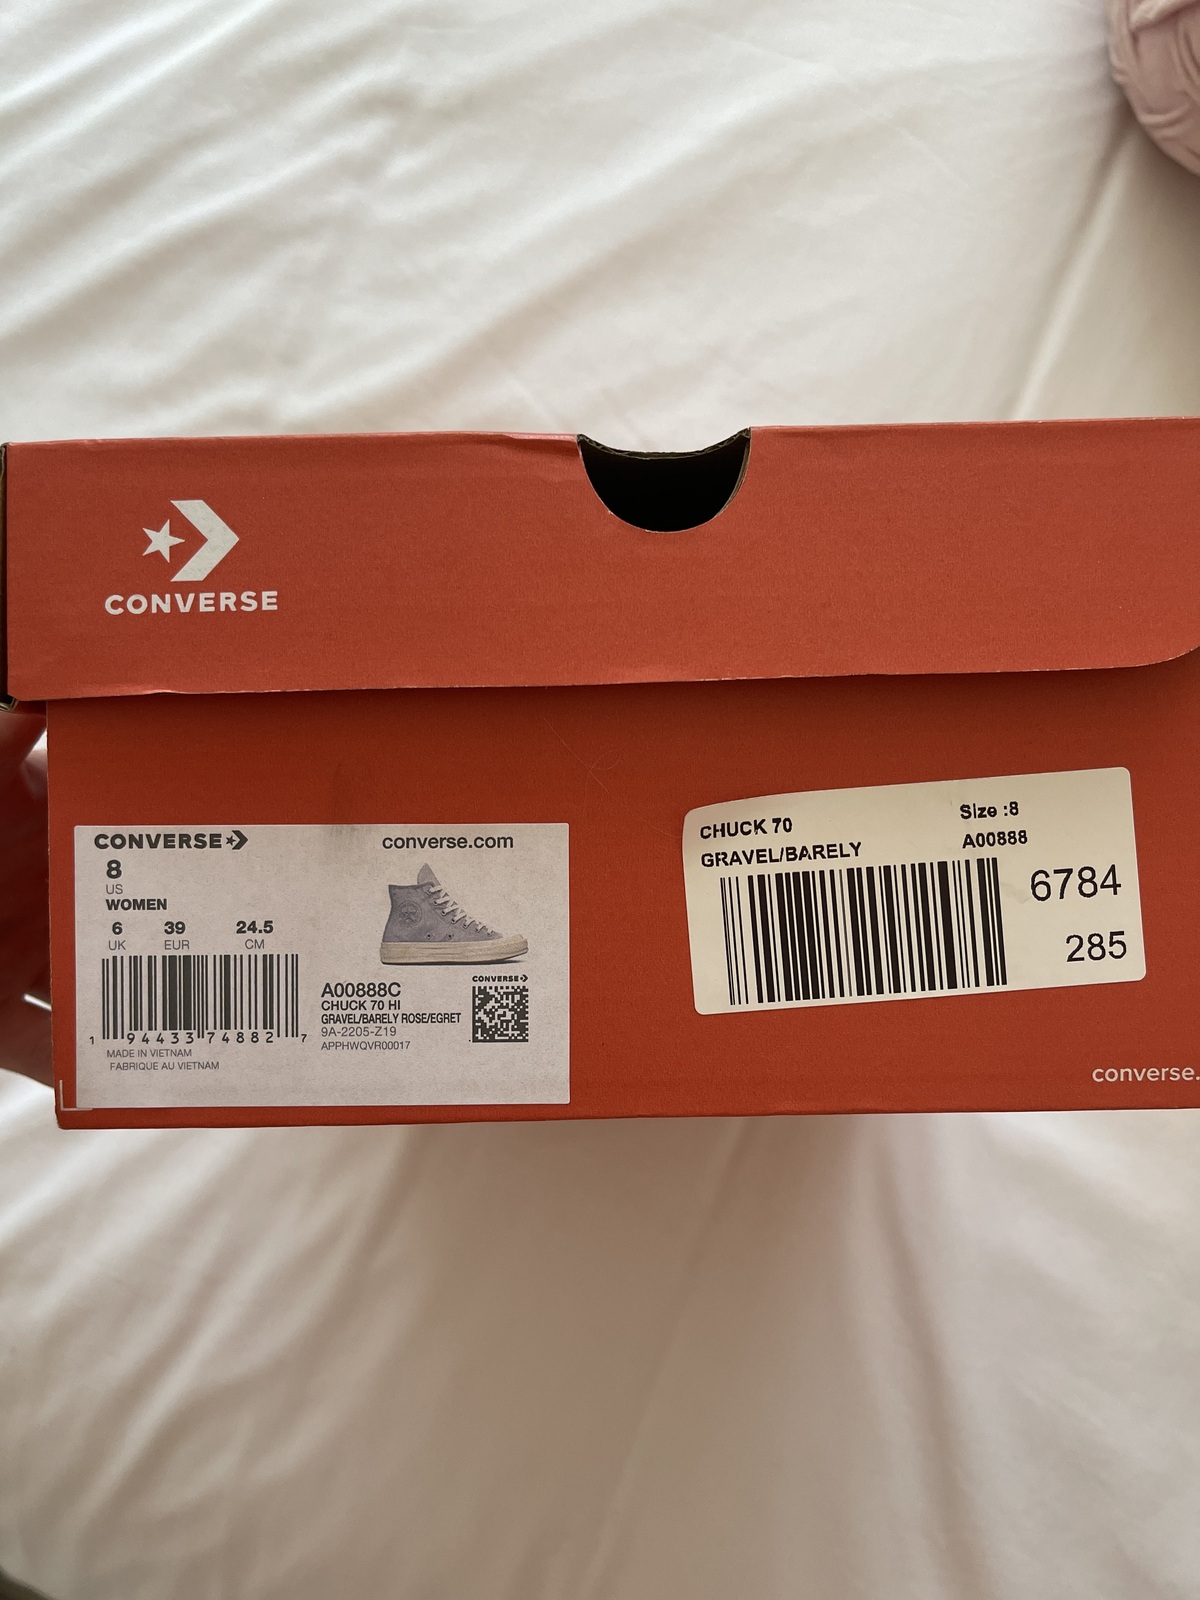 CONVERSE
CONVERSE
converse.com
8
US
WOMEN
6 39 24.5
UK EUR CM
1 94433 74882 7
MADE IN VIETNAM
FABRIQUE AU VIETNAM
A00888C
CHUCK 70 HI
GRAVEL/BARELY ROSE/EGRET
9A-2205-Z19
APPHWQVR00017
CONVERSE
CHUCK 70
Size :8
GRAVEL/BARELY
A00888
6784
285
converse.